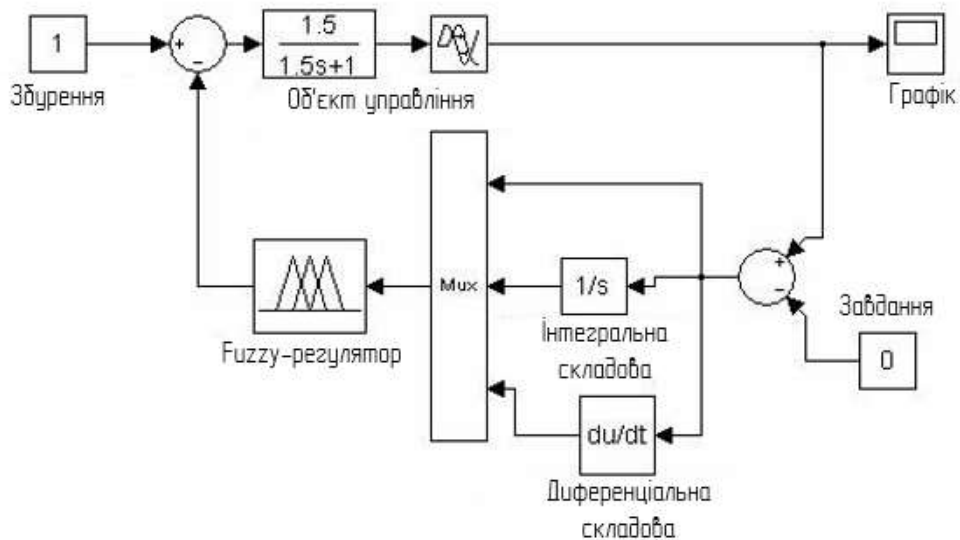 1
+
-
1.5
1.5s+1
Збурення
Об'єкт управління
Графік
Mux
+
-
1/s
Завдання
0
Fuzzy-регулятор
Інтегральна
складова
du/dt
Диференціальна
складова